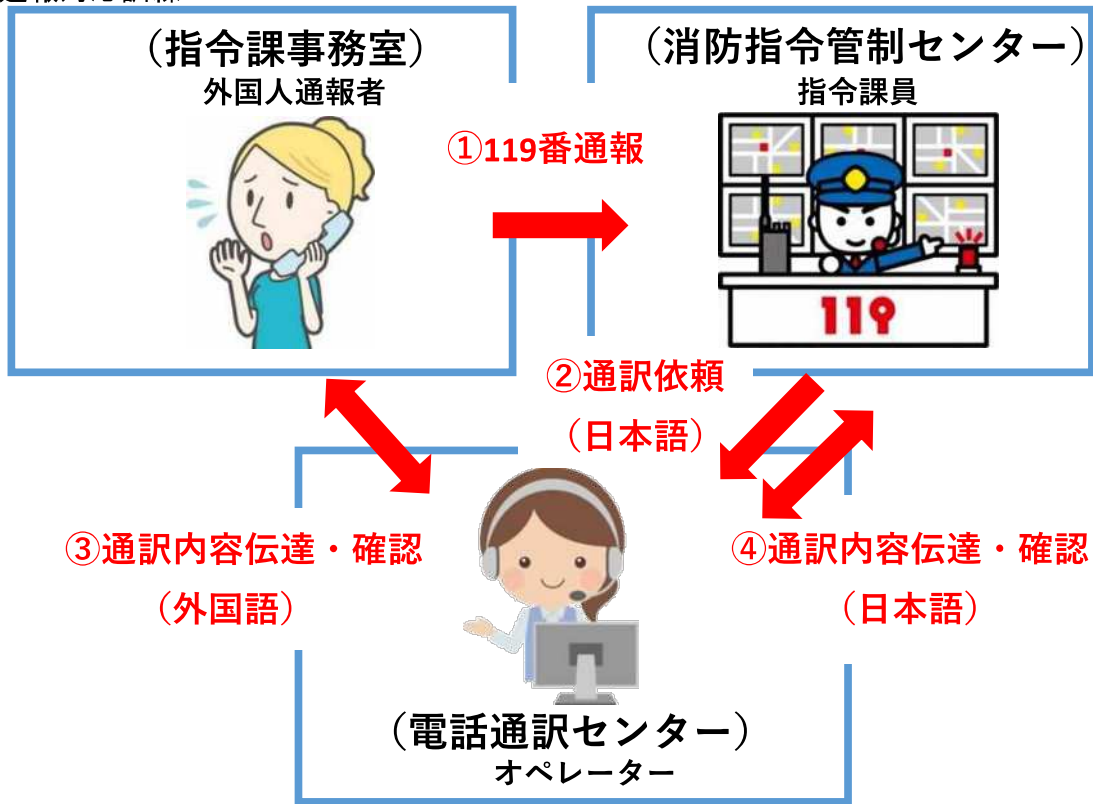 （指令課事務室）
外国人通報者
（消防指令管制センター）
指令課員
①119番通報
119
②通訳依頼
（日本語）
③通訳内容伝達・確認
（外国語）
④通訳内容伝達・確認
（日本語）
（電話通訳センター）
オペレーター